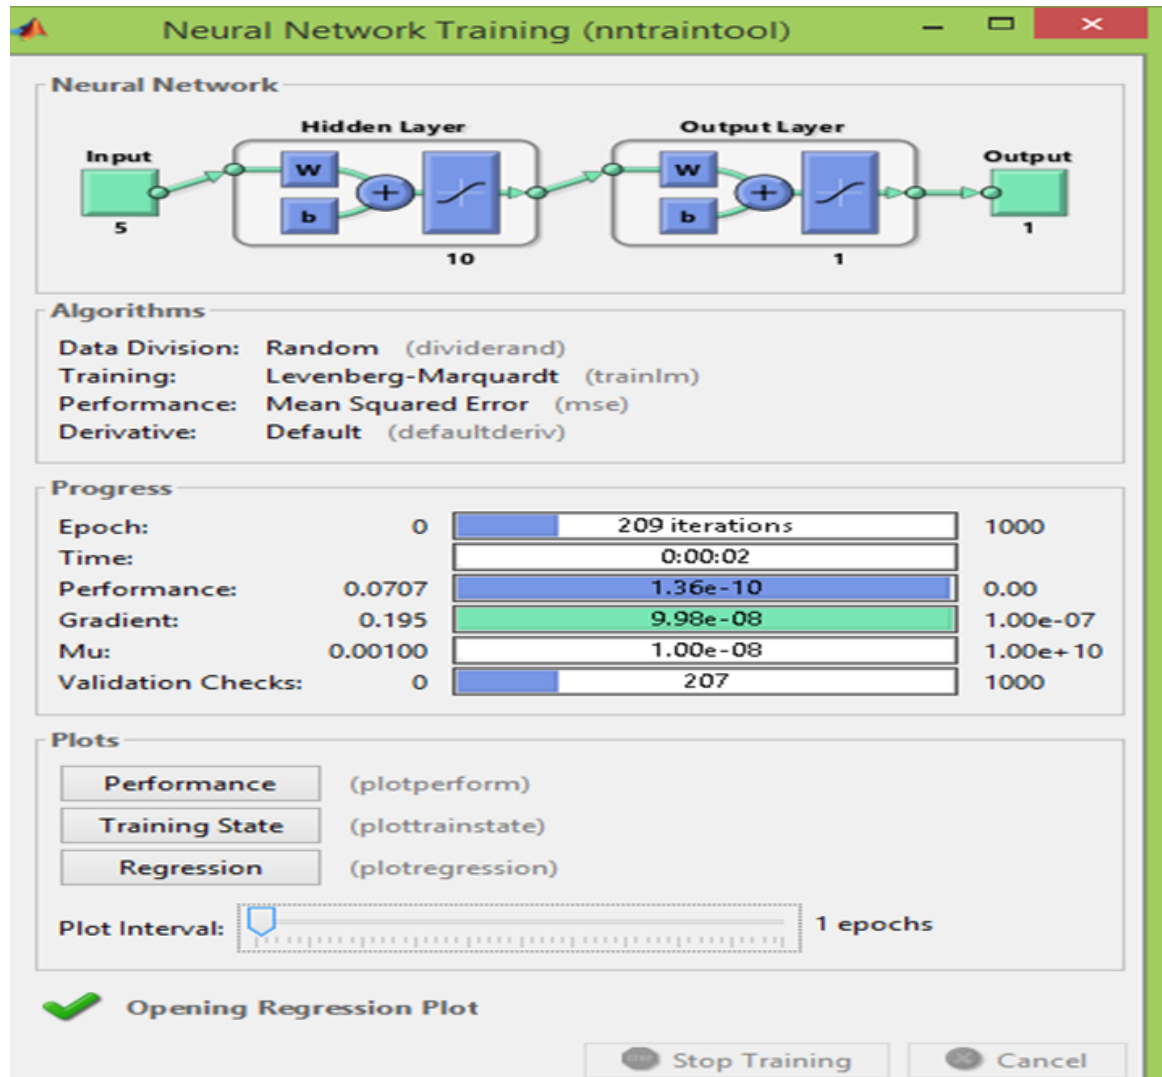 Neural Network Training (nntraintool)
Neural Network
Hidden Layer
Output Layer
Input
Output
W
b
W
b
5
10
1
1
Algorithms
Data Division: Random (dividerand)
Training: Levenberg-Marquardt (trainlm)
Performance: Mean Squared Error (mse)
Derivative: Default (defaultderiv)
Progress
Epoch: 0 209 iterations 1000
Time: 0:00:02
Performance: 0.0707 1.36e-10 0.00
Gradient: 0.195 9.98e-08 1.00e-07
Mu: 0.00100 1.00e-08 1.00e+10
Validation Checks: 0 207 1000
Plots
Performance (plotperform)
Training State (plottrainstate)
Regression (plotregression)
Plot Interval: 1 epochs
Opening Regression Plot
Stop Training Cancel